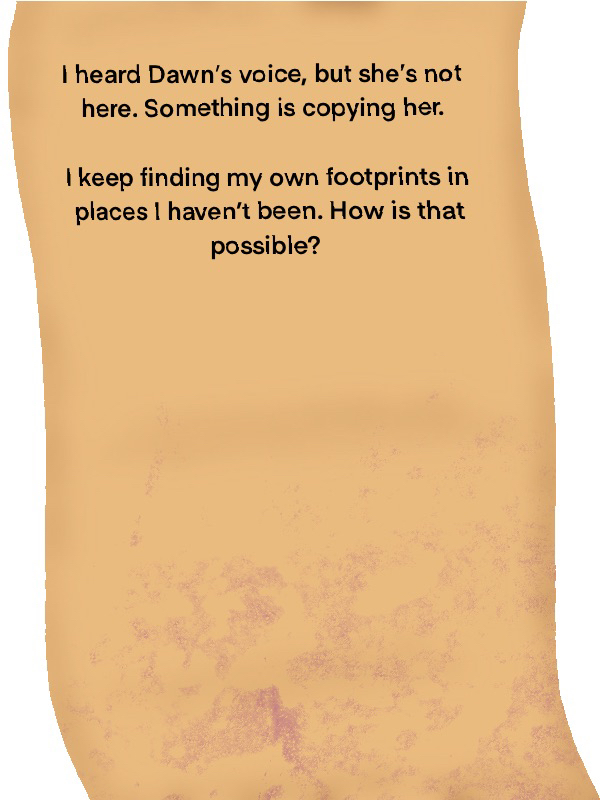 I heard Dawn's voice, but she's not
here. Something is copying her.
I keep finding my own footprints in
places I haven't been. How is that
possible?